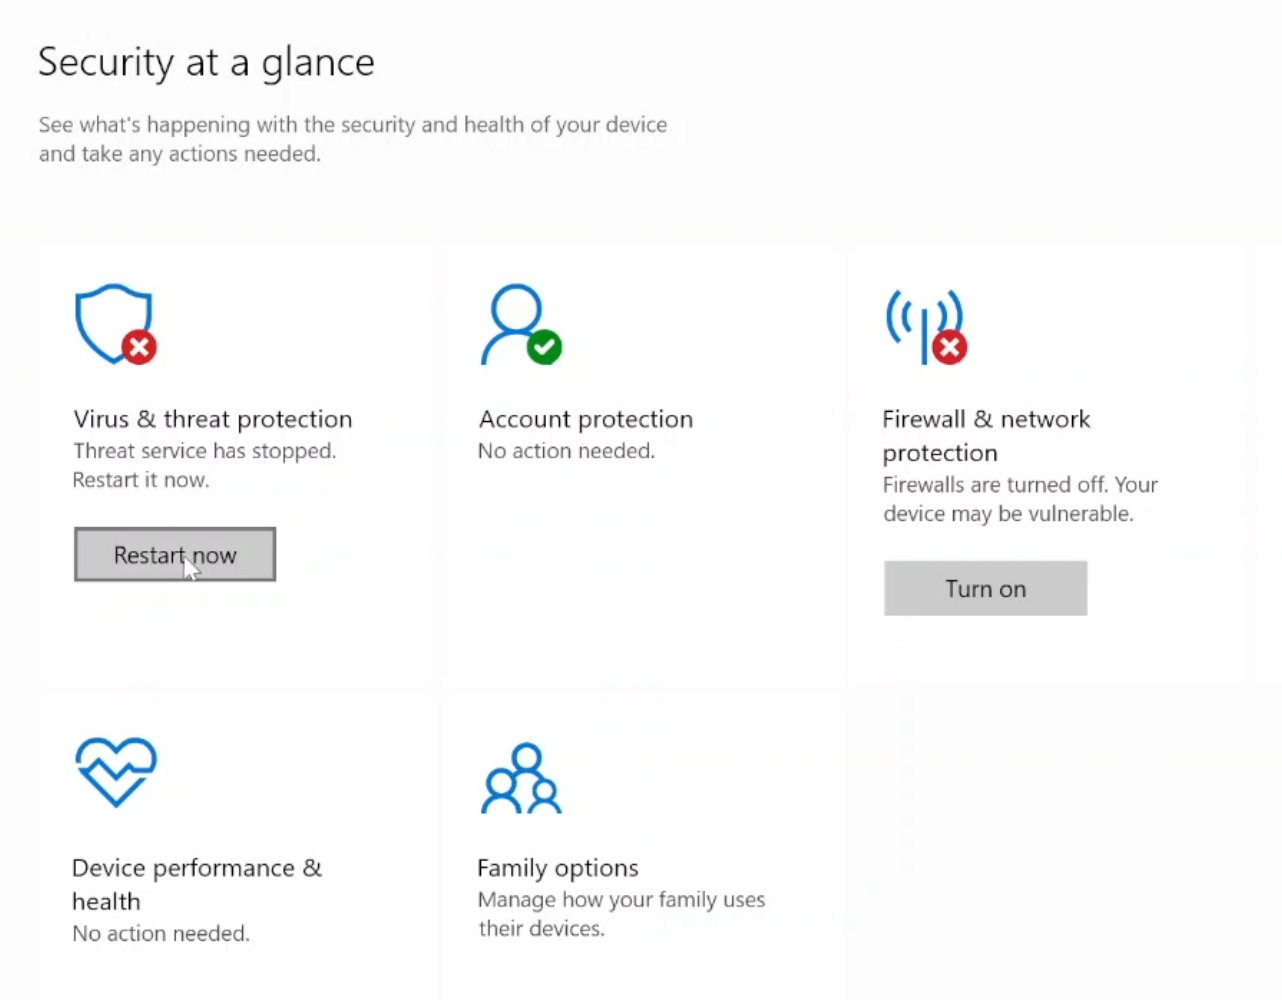 Security at a glance
See what's happening with the security and health of your device
and take any actions needed.
Virus & threat protection
Threat service has stopped.
Restart it now.
Restart now
Account protection
No action needed.
Firewall & network
protection
Firewalls are turned off. Your
device may be vulnerable.
Turn on
Device performance &
health
No action needed.
Family options
Manage how your family uses
their devices.